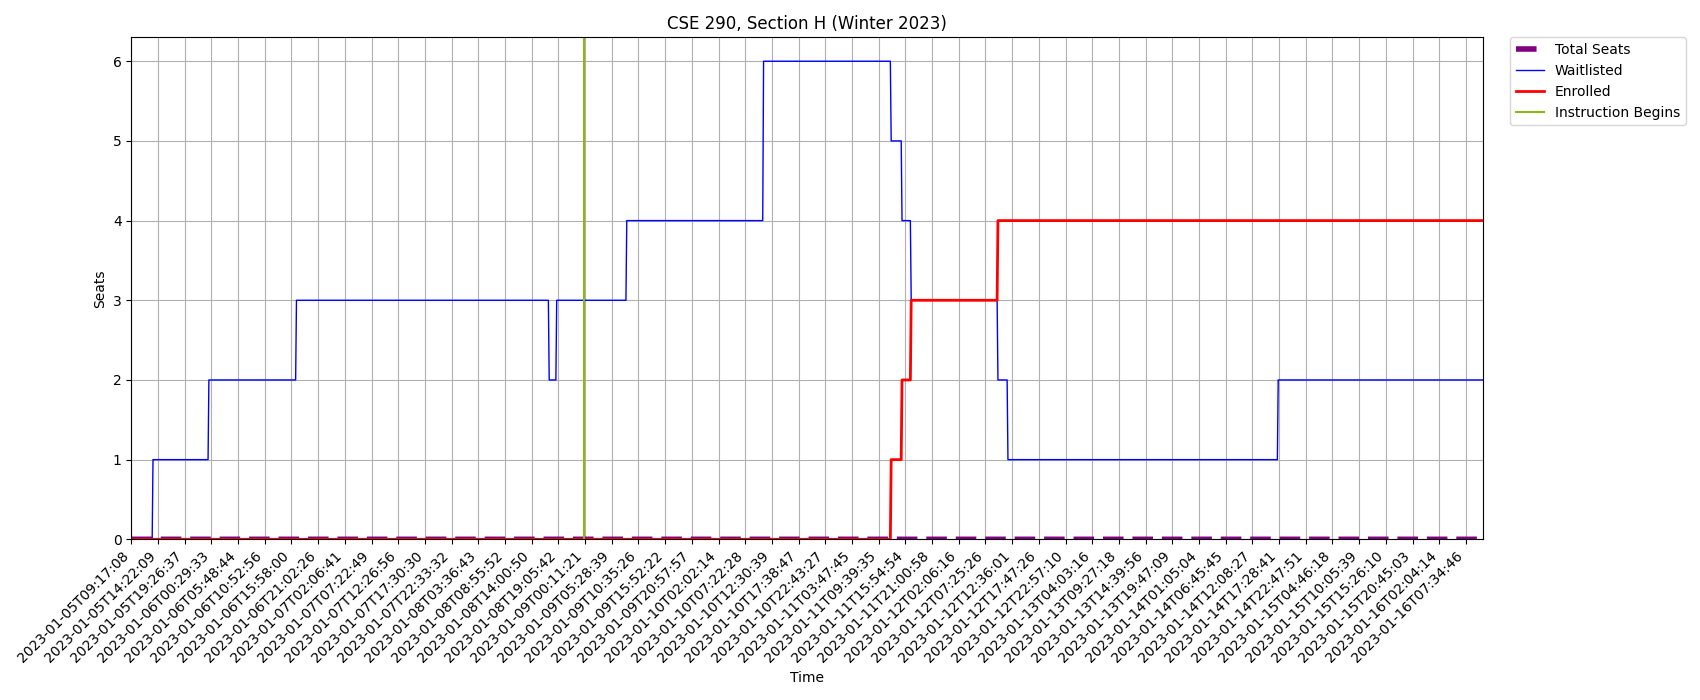 CSE 290, Section H (Winter 2023)
Total Seats
Waitlisted
Enrolled
Instruction Begins
6
5
4
3
2
1
0
Seats
2023-01-05T09:17:08
2023-01-05T14:22:09
2023-01-05T19:26:37
2023-01-06T00:29:33
2023-01-06T05:48:44
2023-01-06T10:52:56
2023-01-06T15:58:00
2023-01-06T21:02:26
2023-01-07T02:06:41
2023-01-07T07:22:49
2023-01-07T12:26:56
2023-01-07T17:30:30
2023-01-07T22:33:32
2023-01-08T03:36:43
2023-01-08T08:55:52
2023-01-08T14:00:50
2023-01-08T19:05:42
2023-01-09T00:11:21
2023-01-09T05:28:39
2023-01-09T10:35:26
2023-01-09T15:52:22
2023-01-09T20:57:57
2023-01-10T02:02:14
2023-01-10T07:22:28
2023-01-10T12:30:39
2023-01-10T17:38:47
2023-01-10T22:43:27
2023-01-11T03:47:45
2023-01-11T09:39:35
2023-01-11T15:54:54
2023-01-11T21:00:58
2023-01-12T02:06:16
2023-01-12T07:25:26
2023-01-12T12:36:01
2023-01-12T17:47:26
2023-01-12T22:57:10
2023-01-13T04:03:16
2023-01-13T09:27:18
2023-01-13T14:39:56
2023-01-13T19:47:09
2023-01-14T01:05:04
2023-01-14T06:45:45
2023-01-14T12:08:27
2023-01-14T17:28:41
2023-01-14T22:47:51
2023-01-15T04:46:18
2023-01-15T10:05:39
2023-01-15T15:26:10
2023-01-15T20:45:03
2023-01-16T02:04:14
2023-01-16T07:34:46
Time